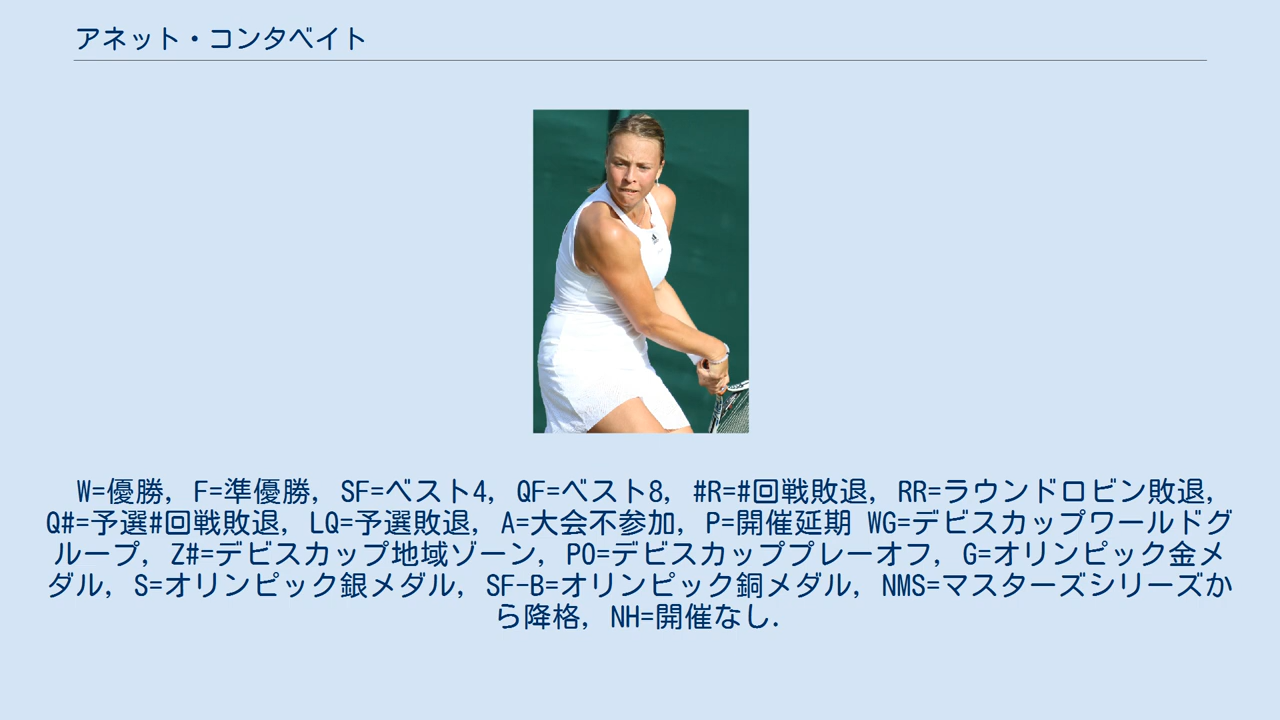 アネット・コンタベイト
W=優勝, F=準優勝, SF=ベスト4, QF=ベスト8, #R=#回戦敗退, RR=ラウンドロビン敗退,
Q#=予選#回戦敗退, LQ=予選敗退, A=大会不参加, P=開催延期 WG=デビスカップワールドグ
ループ, Z#=デビスカップ地域ゾーン, PO=デビスカッププレーオフ, G=オリンピック金メ
ダル, S=オリンピック銀メダル, SF-B=オリンピック銅メダル, NMS=マスターズシリーズか
ら降格, NH=開催なし.